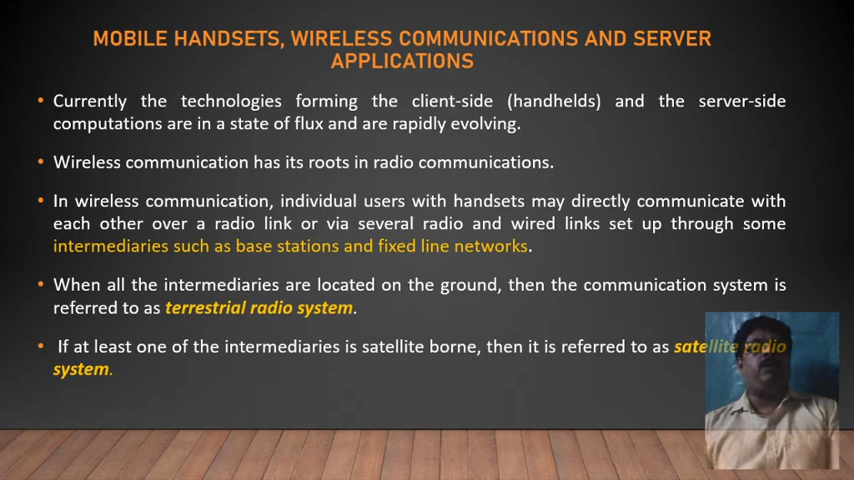 MOBILE HANDSETS, WIRELESS COMMUNICATIONS AND SERVER
APPLICATIONS
• Currently the technologies forming the client-side (handhelds) and the server-side
computations are in a state of flux and are rapidly evolving.
• Wireless communication has its roots in radio communications.
• In wireless communication, individual users with handsets may directly communicate with
each other over a radio link or via several radio and wired links set up through some
intermediaries such as base stations and fixed line networks.
• When all the intermediaries are located on the ground, then the communication system is
referred to as terrestrial radio system.
• If at least one of the intermediaries is satellite borne, then it is referred to as satellite radio
system.